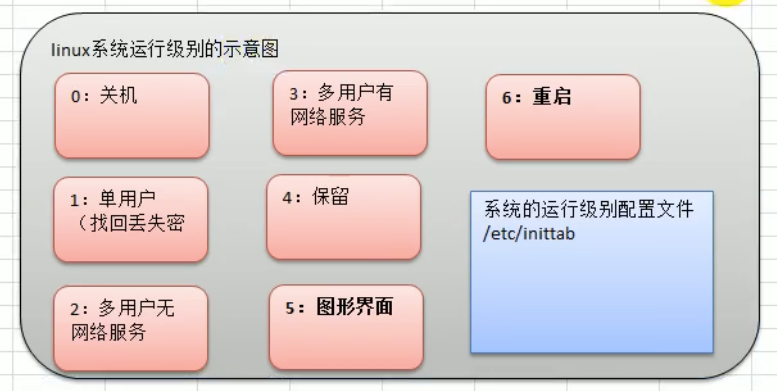 linux系统运行级别的示意图
0：关机
1：单用户
（找回丢失密
2：多用户无
网络服务
3：多用户有
网络服务
4：保留
5：图形界面
6：重启
系统的运行级别配置文件
/etc/inittab